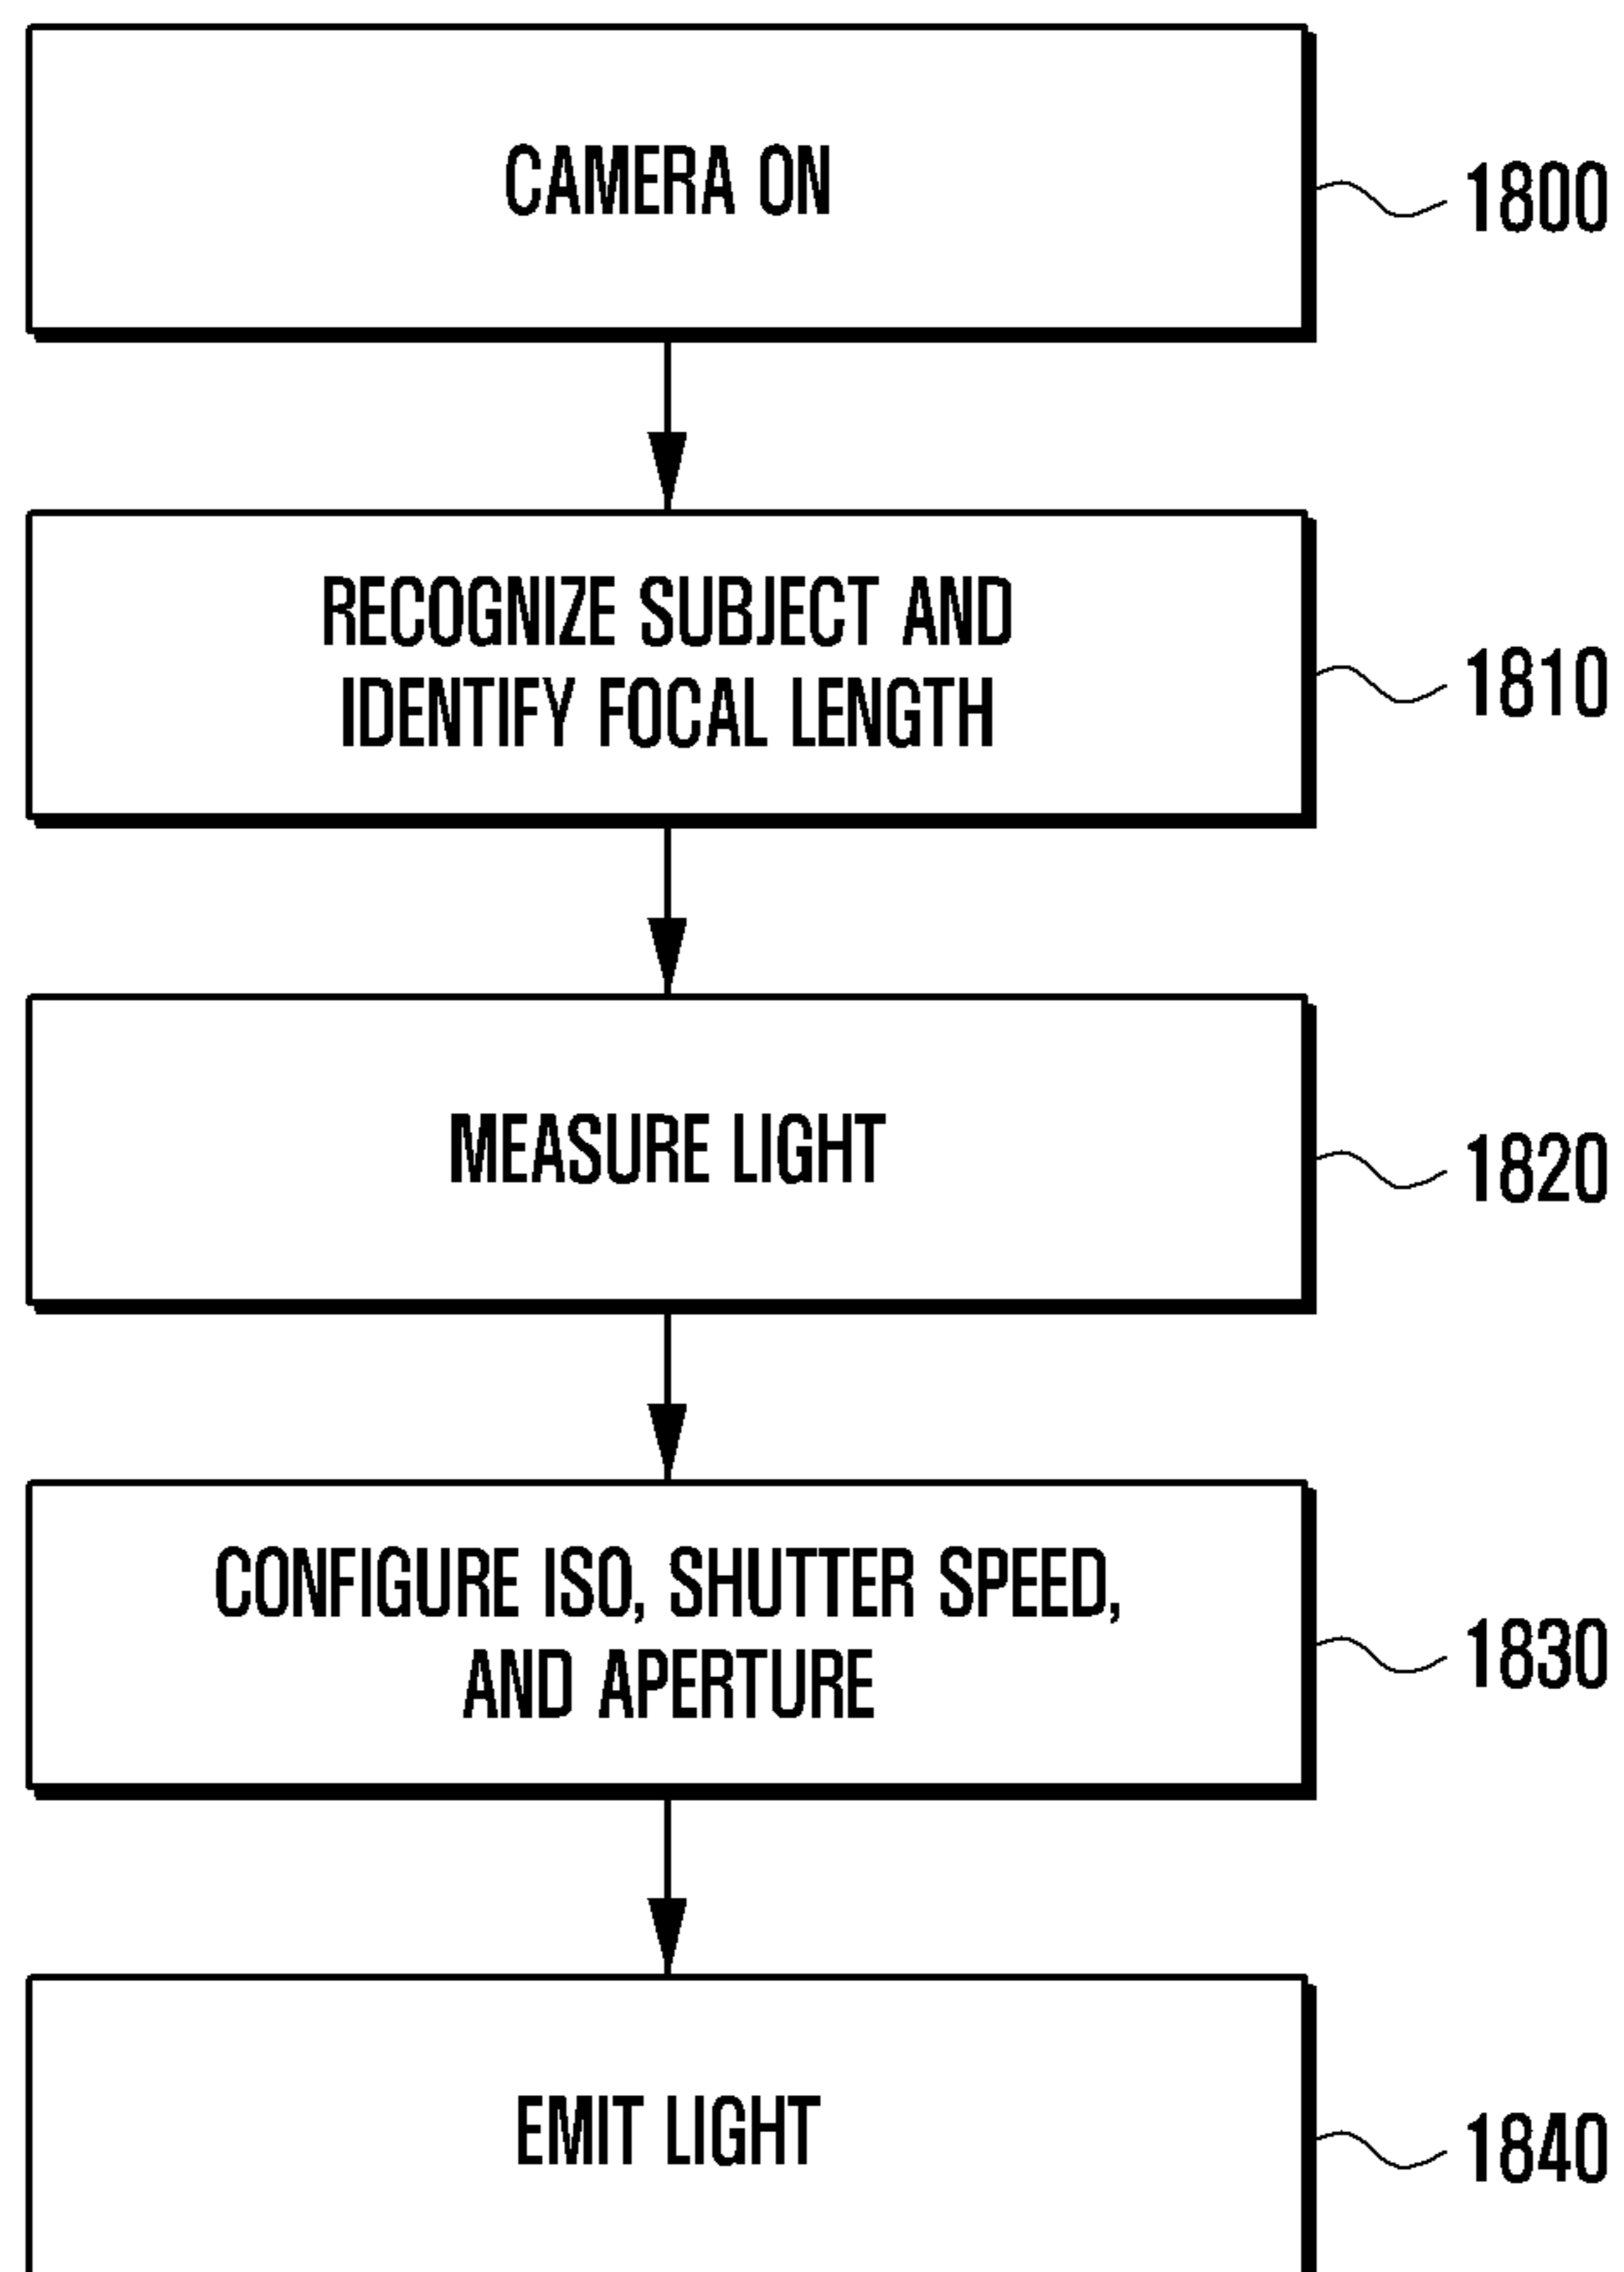 CAMERA ON
1800
RECOGNIZE SUBJECT AND
IDENTIFY FOCAL LENGTH
1810
MEASURE LIGHT
1820
CONFIGURE ISO, SHUTTER SPEED,
AND APERTURE
1830
EMIT LIGHT
1840